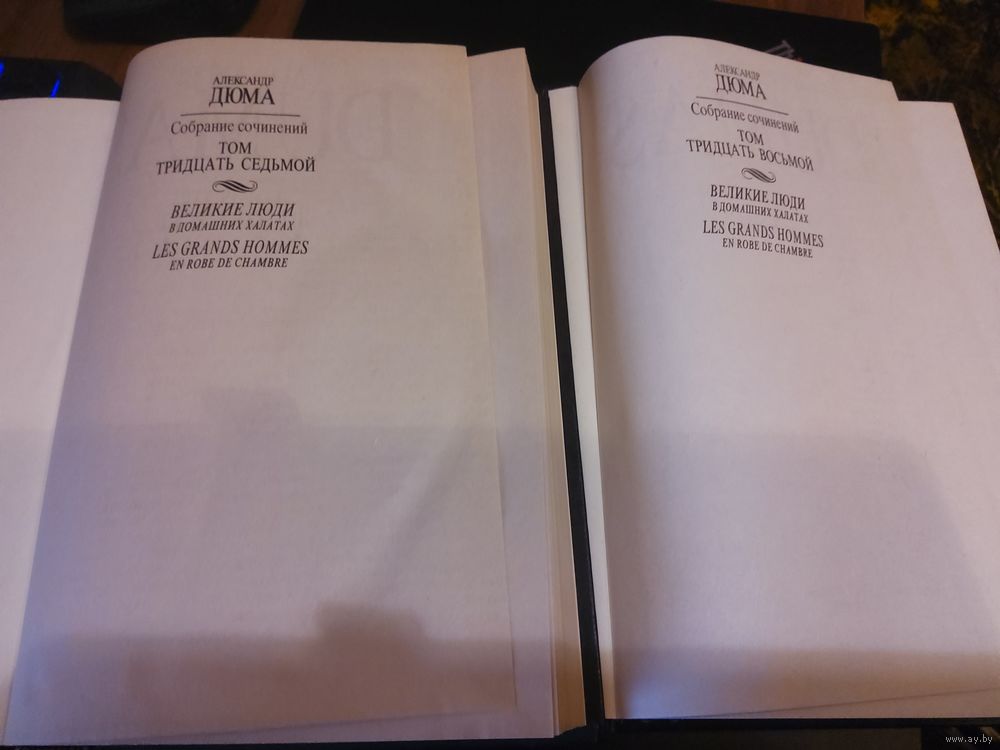 АЛЕКСАНДР
ДЮМА
Собрание сочинений
ТОМ
ТРИДЦАТЬ СЕДЬМОЙ
ВЕЛИКИЕ ЛЮДИ
В ДОМАШНИХ ХАЛАТАХ
LES GRANDS HOMMES
EN ROBE DE CHAMBRE
АЛЕКСАНДР
ДЮМА
Собрание сочинений
ТОМ
ТРИДЦАТЬ ВОСЬМОЙ
ВЕЛИКИЕ ЛЮДИ
В ДОМАШНИХ ХАЛАТАХ
LES GRANDS HOMMES
EN ROBE DE CHAMBRE
www.ay.by